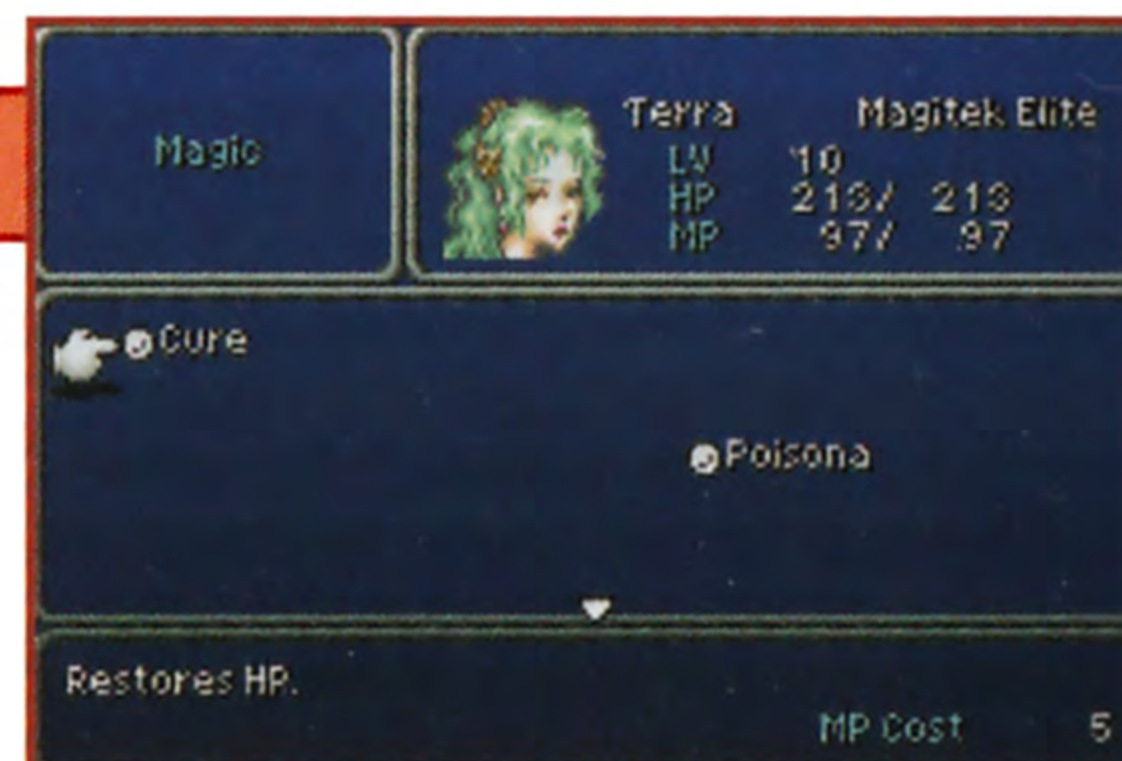 Magic
Terra Magitek Elite
LV 10
HP 213/ 213
MP 97/ 97
Cure
Poisona
Restores HP.
MP Cost 5